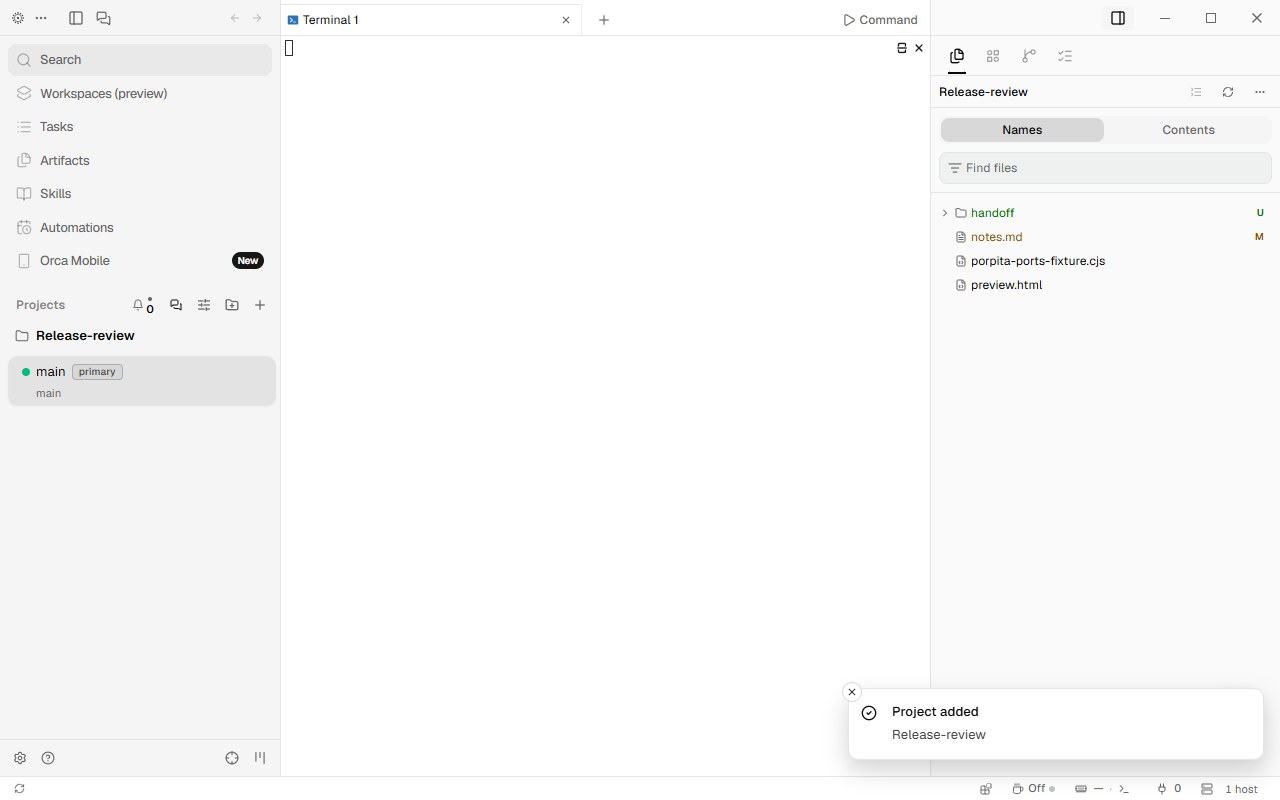 Terminal 1
Command
Search
Workspaces (preview)
Tasks
Artifacts
Skills
Automations
Orca Mobile
New
Projects
0
Release-review
main
primary
main
Release-review
Names
Contents
Find files
handoff
U
notes.md
M
porpita-ports-fixture.cjs
preview.html
Project added
Release-review
Off
0
1 host